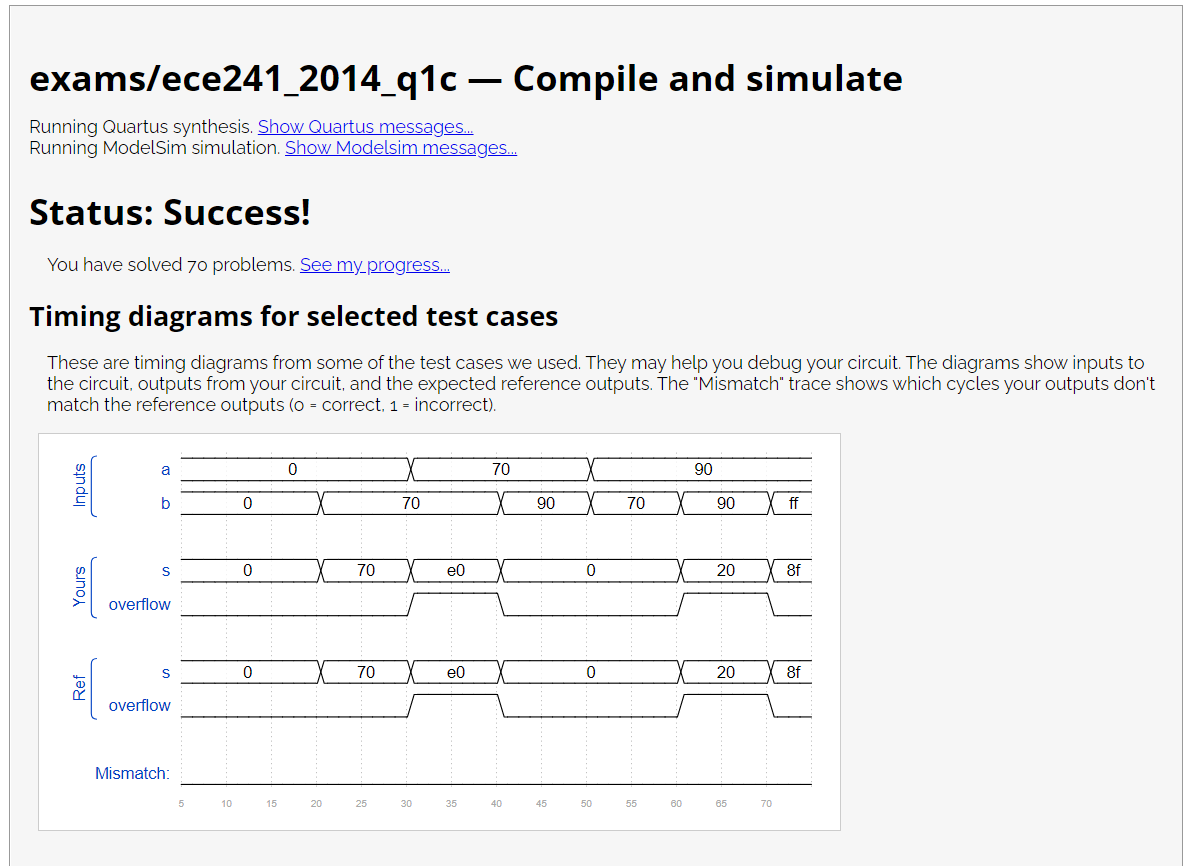 exams/ece241_2014_q1c — Compile and simulate
Running Quartus synthesis. Show Quartus messages...
Running ModelSim simulation. Show Modelsim messages...
Status: Success!
You have solved 70 problems. See my progress...
Timing diagrams for selected test cases
These are timing diagrams from some of the test cases we used. They may help you debug your circuit. The diagrams show inputs to
the circuit, outputs from your circuit, and the expected reference outputs. The "Mismatch" trace shows which cycles your outputs don't
match the reference outputs (0 = correct, 1 = incorrect).
Inputs
a 0 70 90
b 0 70 90 70 90 ff
Yours
s 0 70 e0 0 20 8f
overflow
Ref
s 0 70 e0 0 20 8f
overflow
Mismatch:
5 10 15 20 25 30 35 40 45 50 55 60 65 70